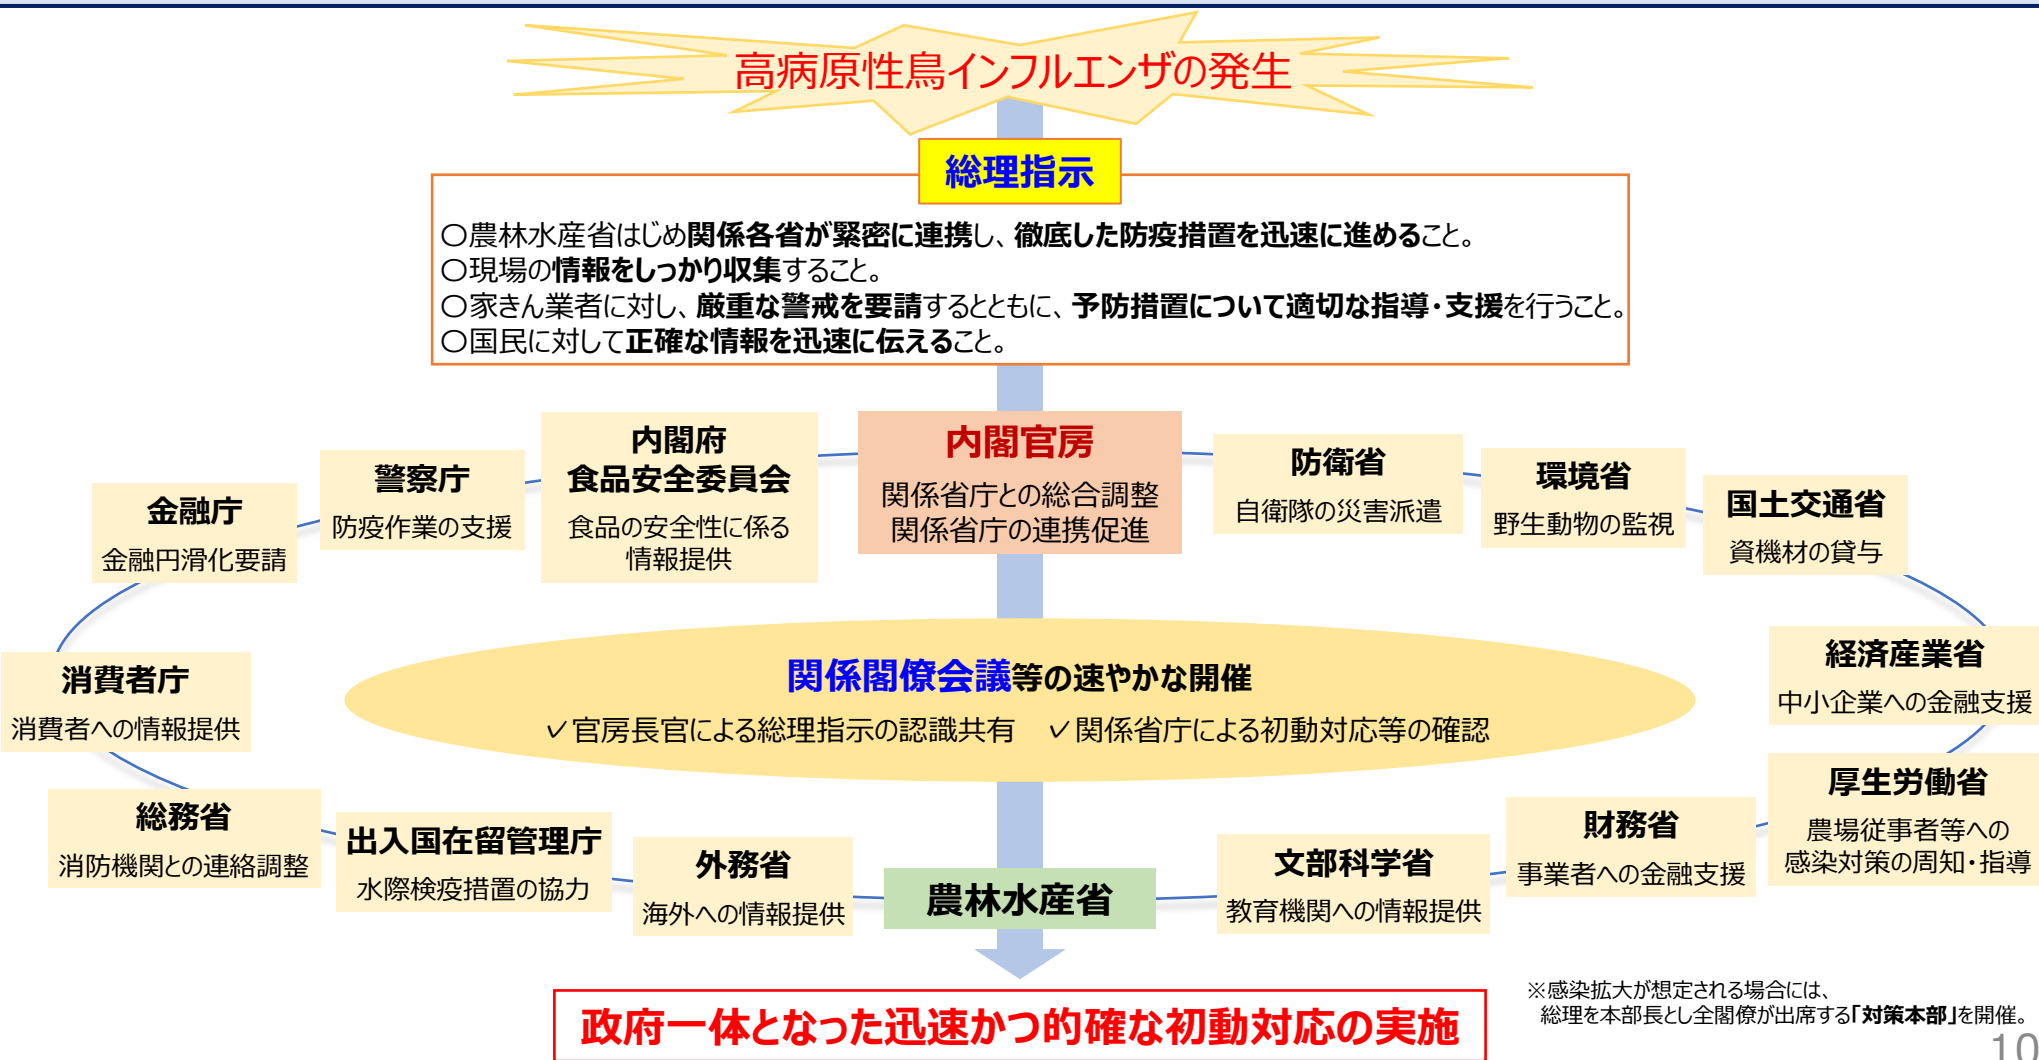 高病原性鳥インフルエンザの発生
総理指示
〇農林水産省はじめ関係各省が緊密に連携し、徹底した防疫措置を迅速に進めること。
〇現場の情報をしっかり収集すること。
〇家きん業者に対し、厳重な警戒を要請するとともに、予防措置について適切な指導・支援を行うこと。
〇国民に対して正確な情報を迅速に伝えること。
内閣官房
関係省庁との総合調整
関係省庁の連携促進
内閣府
食品安全委員会
食品の安全性に係る
情報提供
警察庁
防疫作業の支援
金融庁
金融円滑化要請
防衛省
自衛隊の災害派遣
環境省
野生動物の監視
国土交通省
資機材の貸与
消費者庁
消費者への情報提供
関係閣僚会議等の速やかな開催
✓官房長官による総理指示の認識共有 ✓関係省庁による初動対応等の確認
経済産業省
中小企業への金融支援
総務省
消防機関との連絡調整
出入国在留管理庁
水際検疫措置の協力
外務省
海外への情報提供
農林水産省
文部科学省
教育機関への情報提供
財務省
事業者への金融支援
厚生労働省
農場従事者等への
感染対策の周知・指導
政府一体となった迅速かつ的確な初動対応の実施
※感染拡大が想定される場合には、
総理を本部長とし全閣僚が出席する「対策本部」を開催。
10